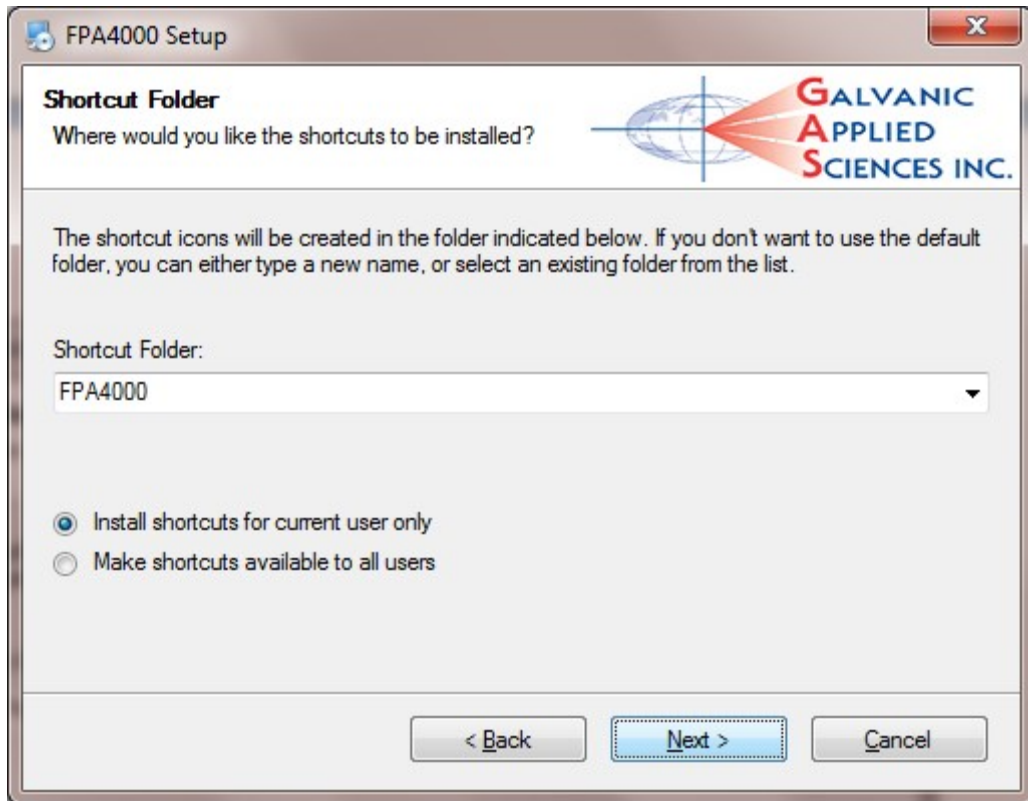 FPA4000 Setup
Shortcut Folder
Where would you like the shortcuts to be installed?
GALVANIC
APPLIED
SCIENCES INC.
The shortcut icons will be created in the folder indicated below. If you don't want to use the default
folder, you can either type a new name, or select an existing folder from the list.
Shortcut Folder:
FPA4000
Install shortcuts for current user only
Make shortcuts available to all users
< Back
Next >
Cancel